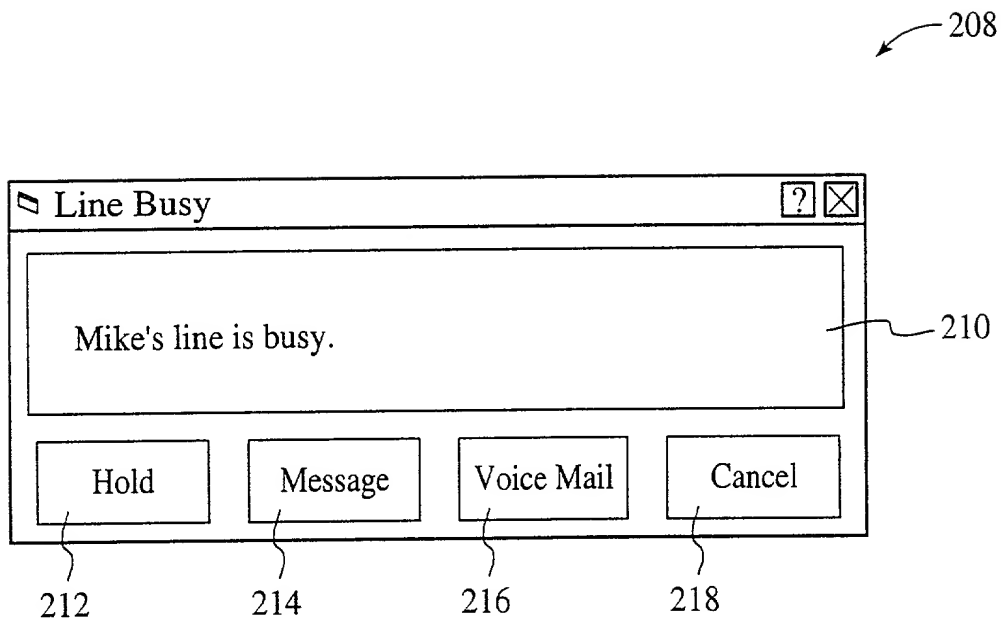 208
Line Busy ?
Mike's line is busy.
210
Hold Message Voice Mail Cancel
212 214 216 218